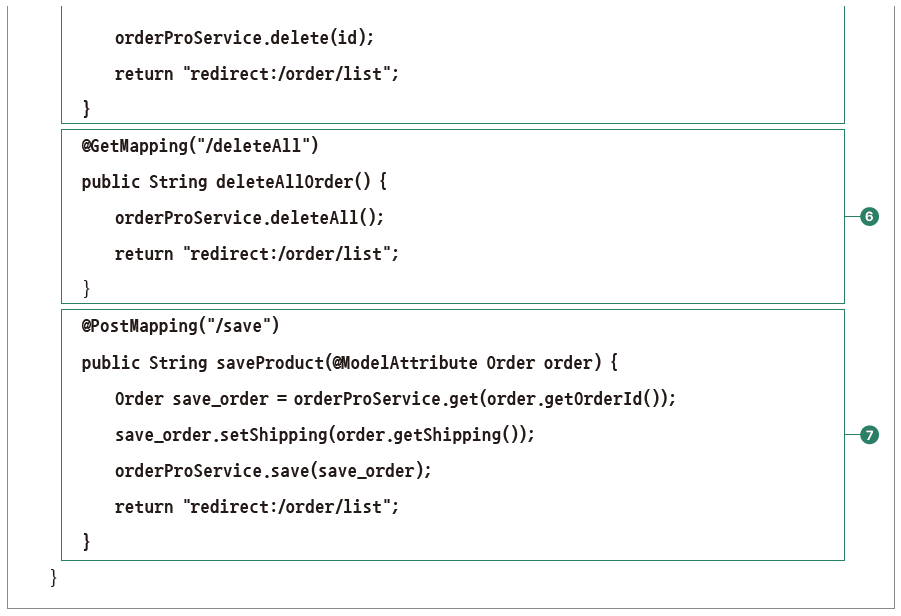 orderProService.delete(id);
return "redirect:/order/list";
}
@GetMapping("/deleteAll")
public String deleteAllOrder() {
orderProService.deleteAll();
6
return "redirect:/order/list";
}
@PostMapping("/save")
public String saveProduct(@ModelAttribute Order order) {
Order save_order = orderProService.get(order.getOrderId());
save_order.setShipping(order.getShipping());
7
orderProService.save(save_order);
return "redirect:/order/list";
}
}